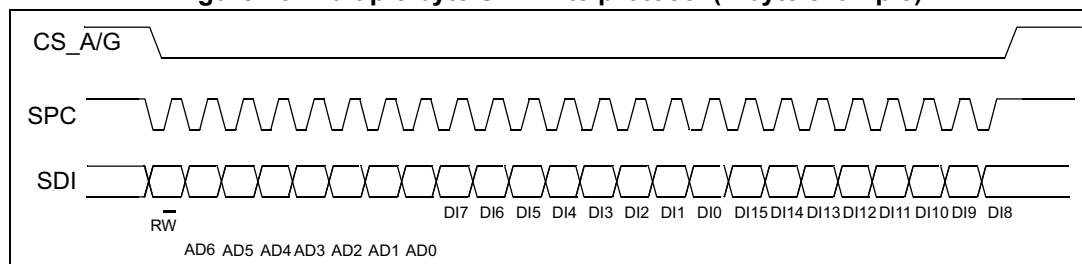 CS_A/G
SPC
SDI
RW
DI7 DI6 DI5 DI4 DI3 DI2 DI1 DI0 DI15 DI14 DI13 DI12 DI11 DI10 DI9 DI8
AD6 AD5 AD4 AD3 AD2 AD1 AD0